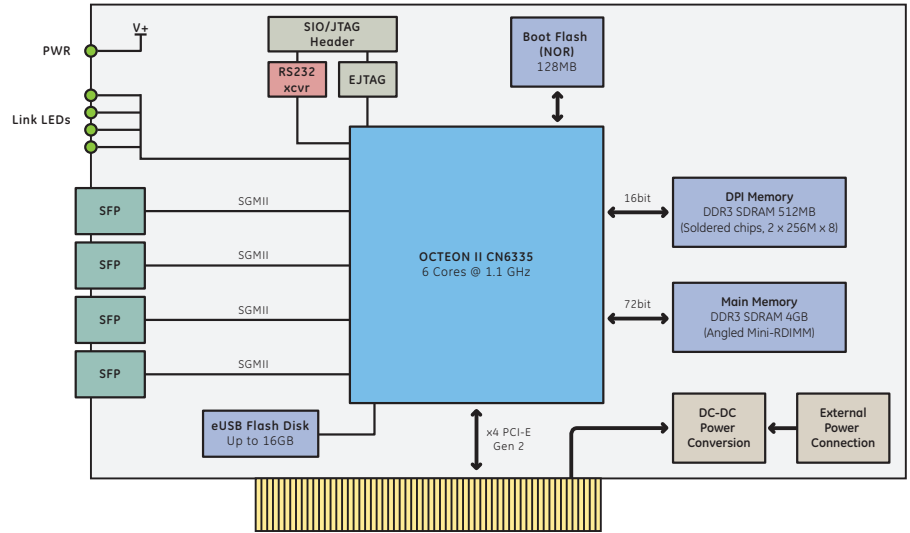 V+
PWR
Link LEDs
SIO/JTAG
Header
RS232
xcvr
EJTAG
Boot Flash
(NOR)
128MB
SFP
SGMII
SFP
SGMII
SFP
SGMII
SFP
SGMII
OCTEON II CN6335
6 Cores @ 1.1 GHz
16bit
DPI Memory
DDR3 SDRAM 512MB
(Soldered chips, 2 x 256M x 8)
72bit
Main Memory
DDR3 SDRAM 4GB
(Angled Mini-RDIMM)
eUSB Flash Disk
Up to 16GB
x4 PCI-E
Gen 2
DC-DC
Power
Conversion
External
Power
Connection